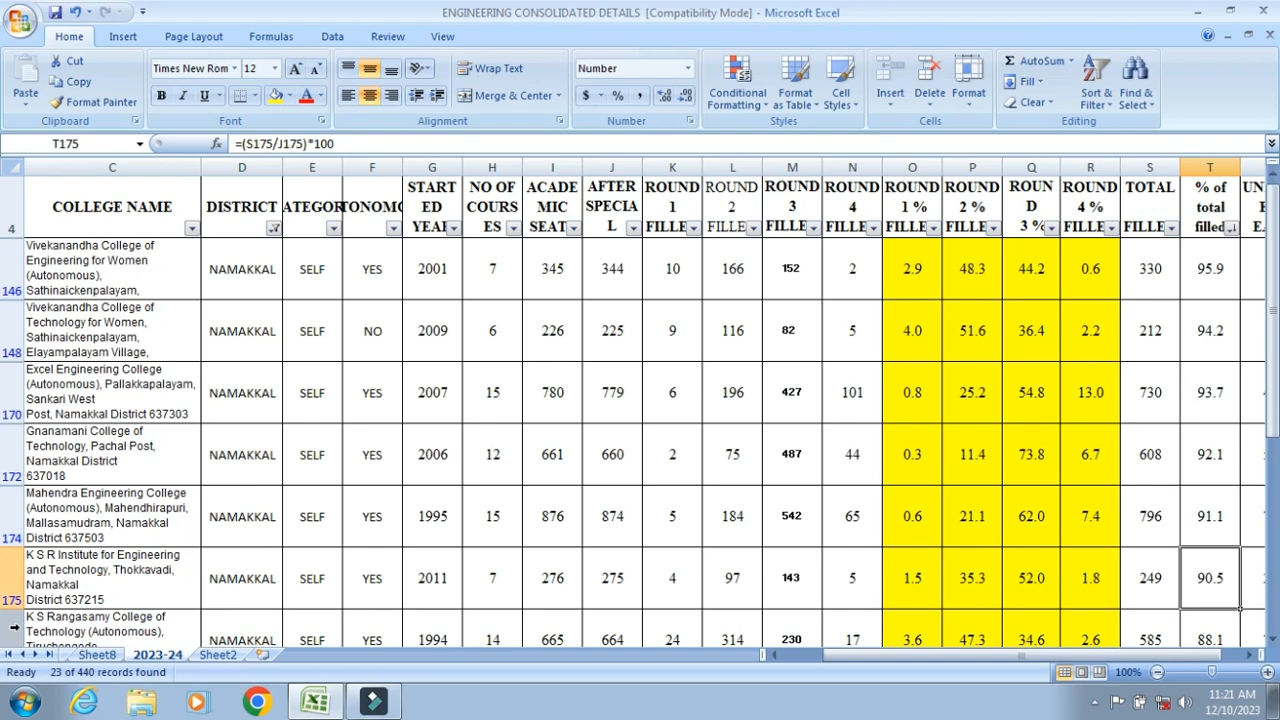 ENGINEERING CONSOLIDATED DETAILS [Compatibility Mode] - Microsoft Excel
Home Insert Page Layout Formulas Data Review View
Paste Cut Times New Rom 12 A A Wrap Text Number Conditional Formatting Format as Table Cell Styles Insert Delete Format Σ AutoSum Sort & Filter Find & Select
Copy Fill
Format Painter B I U A Merge & Center $ % , Clear
Clipboard Font Alignment Number Styles Cells Editing
T175 fx =(S175/J175)*100
C D E F G H I J K L M N O P Q R S T
4 COLLEGE NAME DISTRICT ATEGOR TONOMO START ED YEAR NO OF COURS ES ACADE MIC SEAT AFTER SPECIA L ROUND 1 FILLE ROUND 2 FILLE ROUND 3 FILLE ROUND 4 FILLE ROUND 1 % FILLE ROUND 2 % FILLE ROUN D 3 % ROUND 4 % FILLE TOTAL FILLE % of total filled UN
Vivekanandha College of
Engineering for Women
(Autonomous),
Sathinaickenpalayam,
146 NAMAKKAL SELF YES 2001 7 345 344 10 166 152 2 2.9 48.3 44.2 0.6 330 95.9
Vivekanandha College of
Technology for Women,
Sathinaickenpalayam,
Elayampalayam Village,
148 NAMAKKAL SELF NO 2009 6 226 225 9 116 82 5 4.0 51.6 36.4 2.2 212 94.2
Excel Engineering College
(Autonomous), Pallakkapalayam,
Sankari West
Post, Namakkal District 637303
170 NAMAKKAL SELF YES 2007 15 780 779 6 196 427 101 0.8 25.2 54.8 13.0 730 93.7
Gnanamani College of
Technology, Pachal Post,
Namakkal District
637018
172 NAMAKKAL SELF YES 2006 12 661 660 2 75 487 44 0.3 11.4 73.8 6.7 608 92.1
Mahendra Engineering College
(Autonomous), Mahendhirapuri,
Mallasamudram, Namakkal
District 637503
174 NAMAKKAL SELF YES 1995 15 876 874 5 184 542 65 0.6 21.1 62.0 7.4 796 91.1
K S R Institute for Engineering
and Technology, Thokkavadi,
Namakkal
District 637215
175 NAMAKKAL SELF YES 2011 7 276 275 4 97 143 5 1.5 35.3 52.0 1.8 249 90.5
K S Rangasamy College of
Technology (Autonomous),
NAMAKKAL SELF YES 1994 14 665 664 24 314 230 17 3.6 47.3 34.6 2.6 585 88.1
Sheet8 2023-24 Sheet2
Ready 23 of 440 records found 100%
11:21 AM
12/10/2023